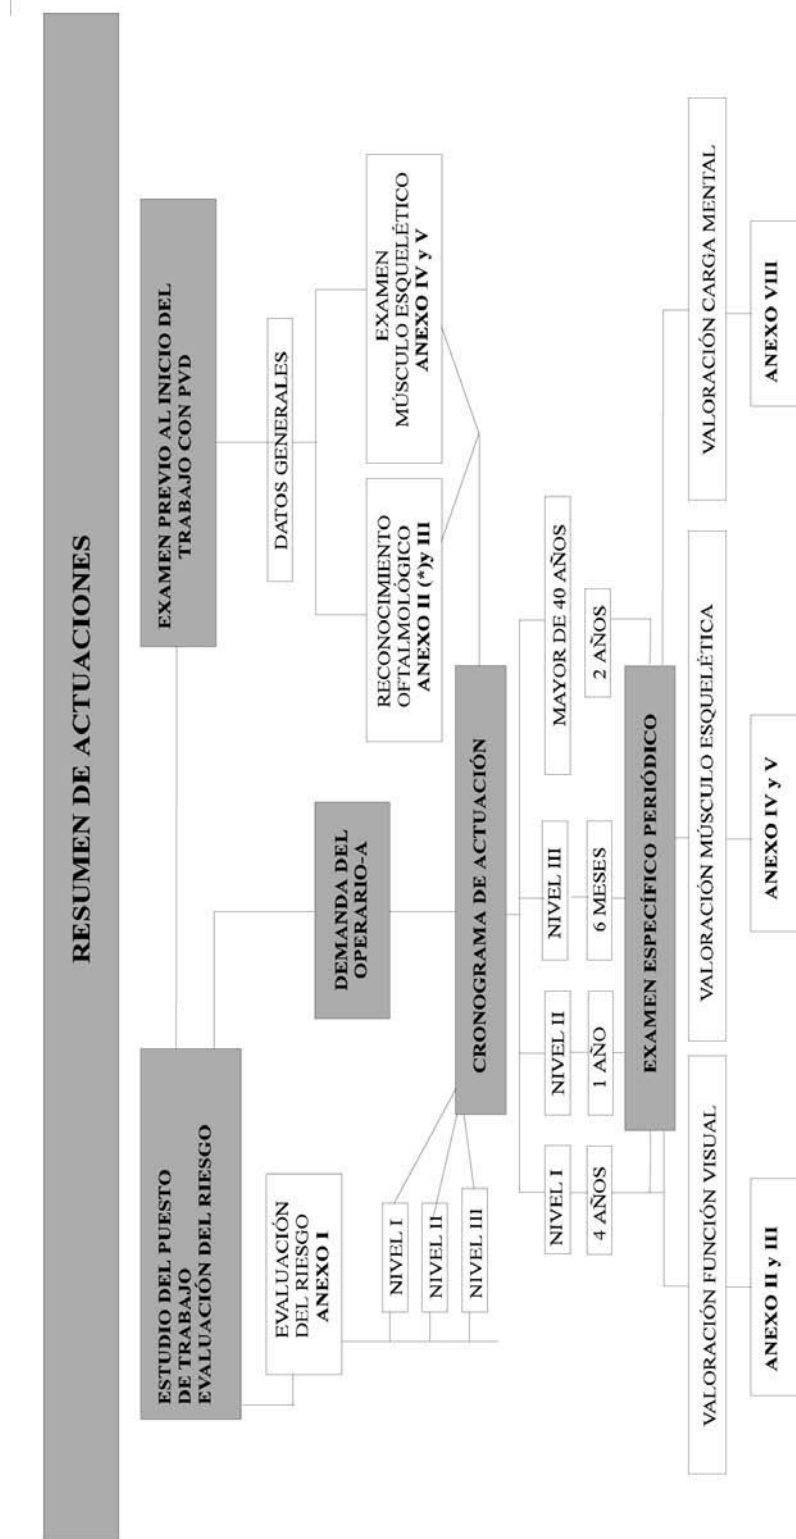 RESUMEN DE ACTUACIONES
ESTUDIO DEL PUESTO
DE TRABAJO
EVALUACIÓN DEL RIESGO
EXAMEN PREVIO AL INICIO DEL
TRABAJO CON PVD
EVALUACIÓN
DEL RIESGO
ANEXO I
DATOS GENERALES
DEMANDA DEL
OPERARIO-A
RECONOCIMIENTO
OFTALMOLÓGICO
ANEXO II (*)y III
EXAMEN
MÚSCULO ESQUELÉTICO
ANEXO IV y V
NIVEL I
NIVEL II
NIVEL III
CRONOGRAMA DE ACTUACIÓN
NIVEL I
NIVEL II
NIVEL III
MAYOR DE 40 AÑOS
4 AÑOS
1 AÑO
6 MESES
2 AÑOS
EXAMEN ESPECÍFICO PERIÓDICO
VALORACIÓN FUNCIÓN VISUAL
VALORACIÓN MÚSCULO ESQUELÉTICA
VALORACIÓN CARGA MENTAL
ANEXO II y III
ANEXO IV y V
ANEXO VIII